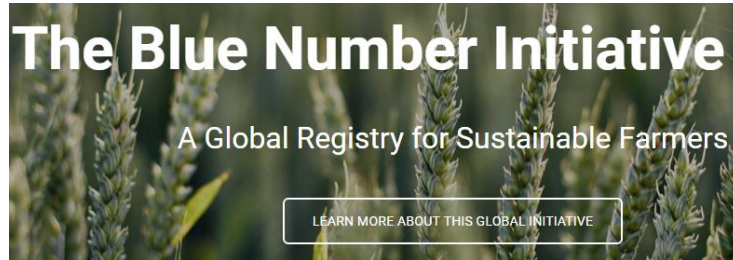 The Blue Number Initiative
A Global Registry for Sustainable Farmers
LEARN MORE ABOUT THIS GLOBAL INITIATIVE